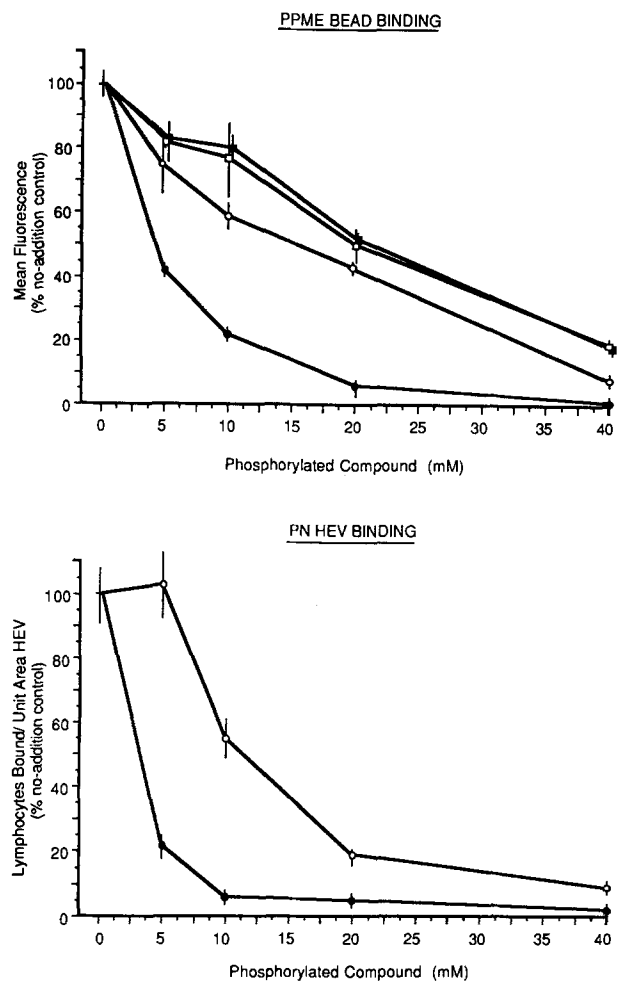 PPME BEAD BINDING
Mean Fluorescence
(% no-addition control)
100
80
60
40
20
0
0 5 10 15 20 25 30 35 40
Phosphorylated Compound (mM)
PN HEV BINDING
Lymphocytes Bound/ Unit Area HEV
(% no-addition control)
100
80
60
40
20
0
0 5 10 15 20 25 30 35 40
Phosphorylated Compound (mM)